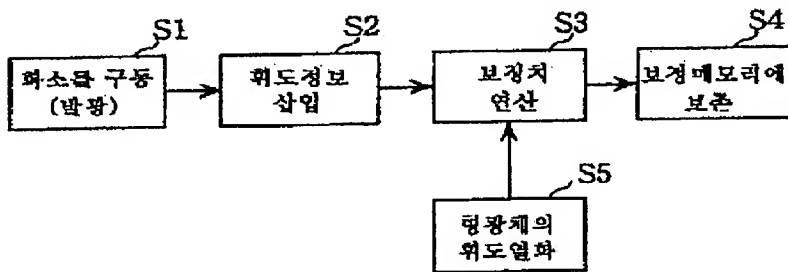 S1
S2
S3
S4
화소를 구동
(발광)
휘도정보
삽입
보정치
연산
보정메모리에
보존
S5
형광체의
휘도열화